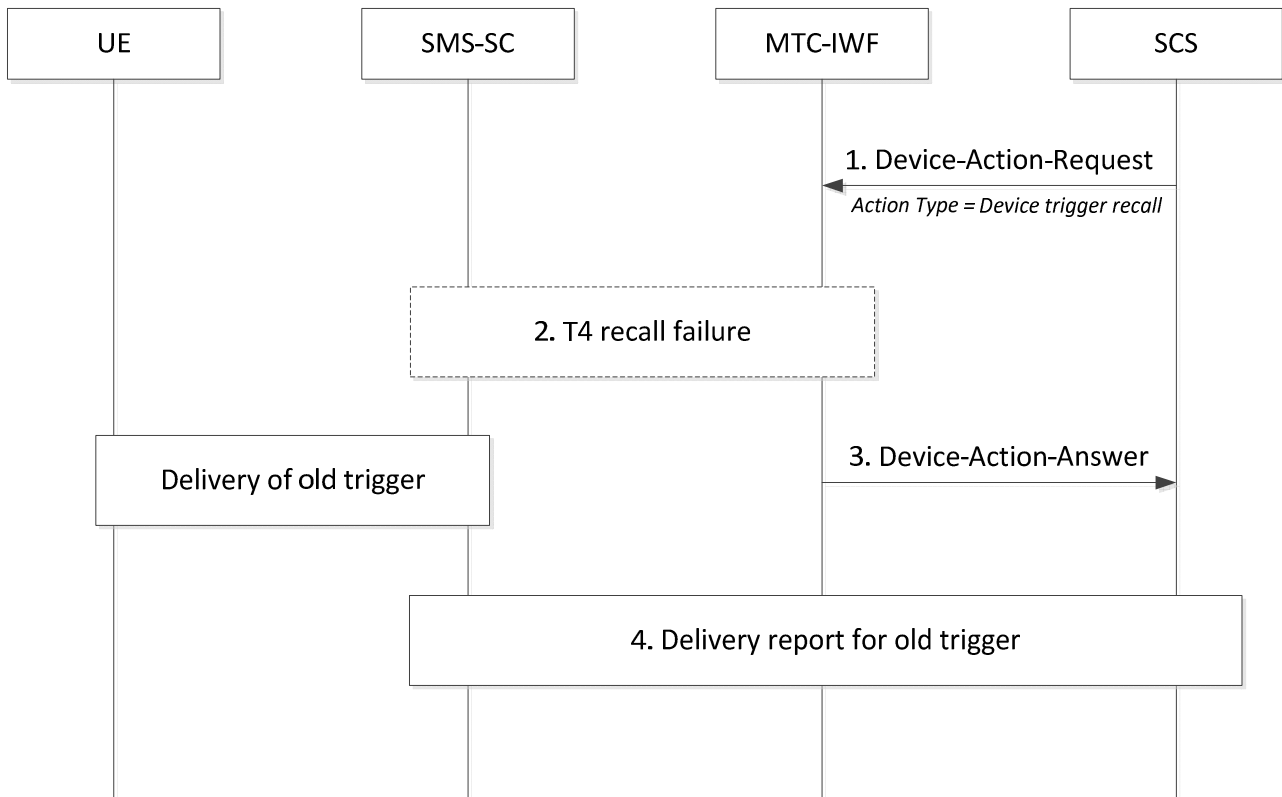 UE
SMS-SC
MTC-IWF
SCS
1. Device-Action-Request
Action Type = Device trigger recall
2. T4 recall failure
Delivery of old trigger
3. Device-Action-Answer
4. Delivery report for old trigger